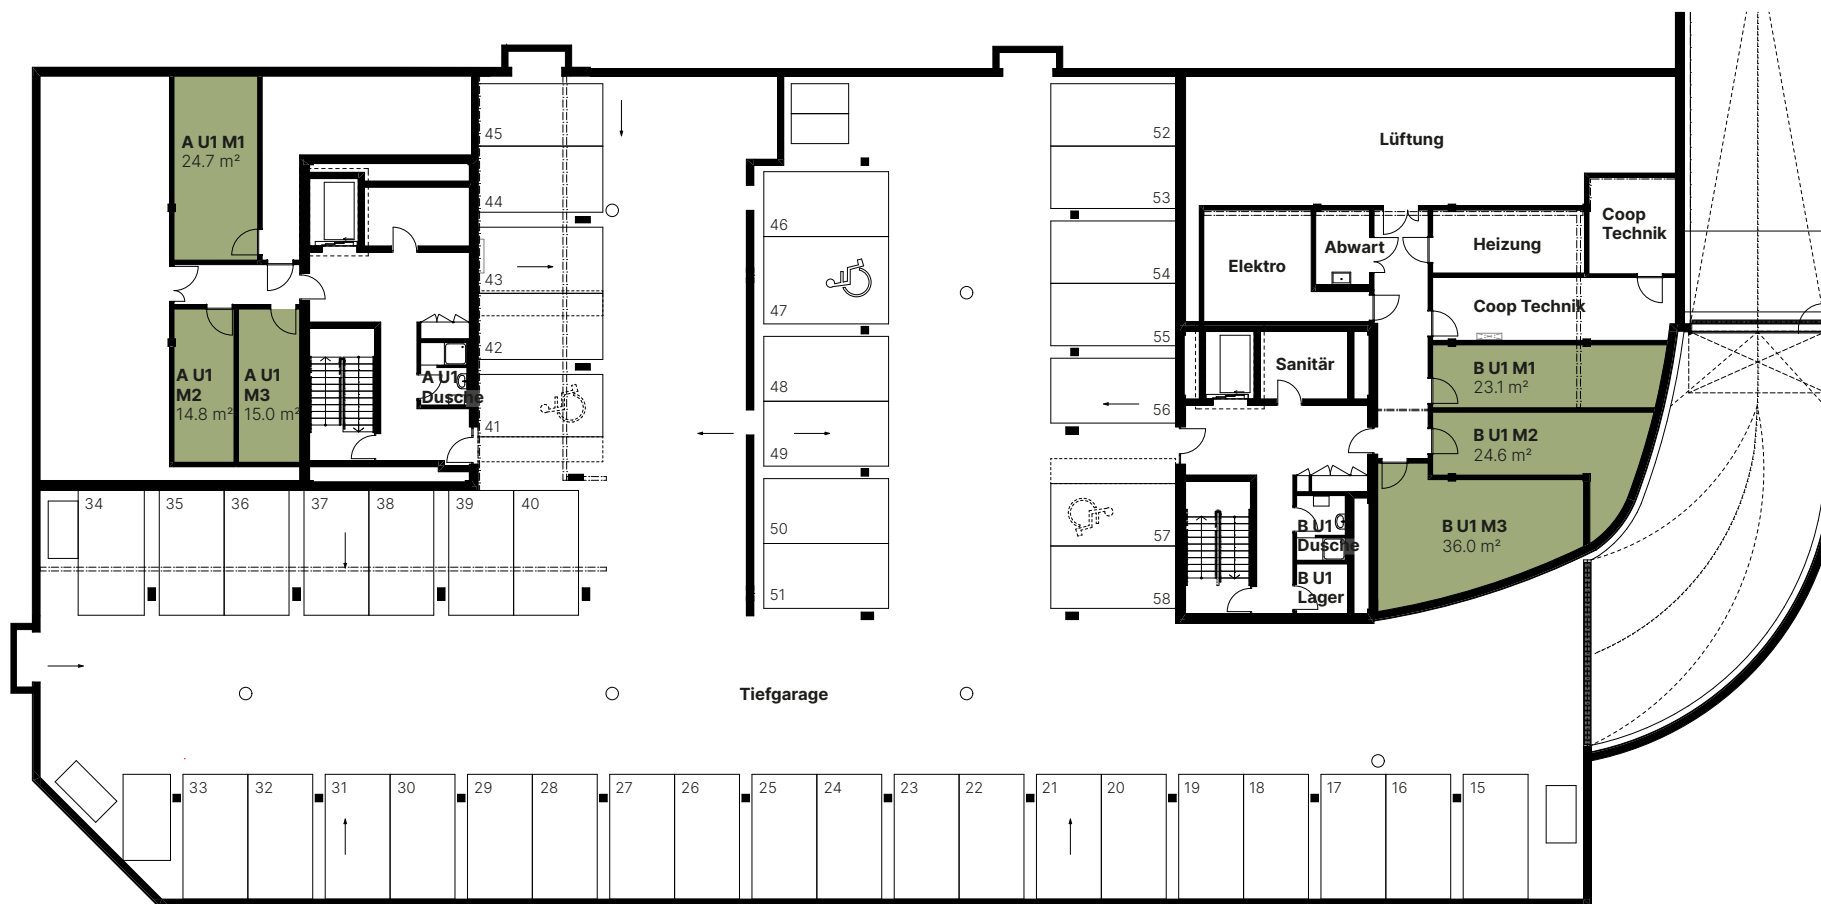 A U1 M1
24.7 m²
A U1
M2
14.8 m²
A U1
M3
15.0 m²
A U1
Dusche
45
44
43
42
41
46
47
48
49
50
51
52
53
54
55
56
57
58
Lüftung
Coop
Technik
Abwart
Heizung
Elektro
Coop Technik
Sanitär
B U1 M1
23.1 m²
B U1 M2
24.6 m²
B U1 M3
36.0 m²
B U1
Dusche
B U1
Lager
34
35
36
37
38
39
40
Tiefgarage
33
32
31
30
29
28
27
26
25
24
23
22
21
20
19
18
17
16
15